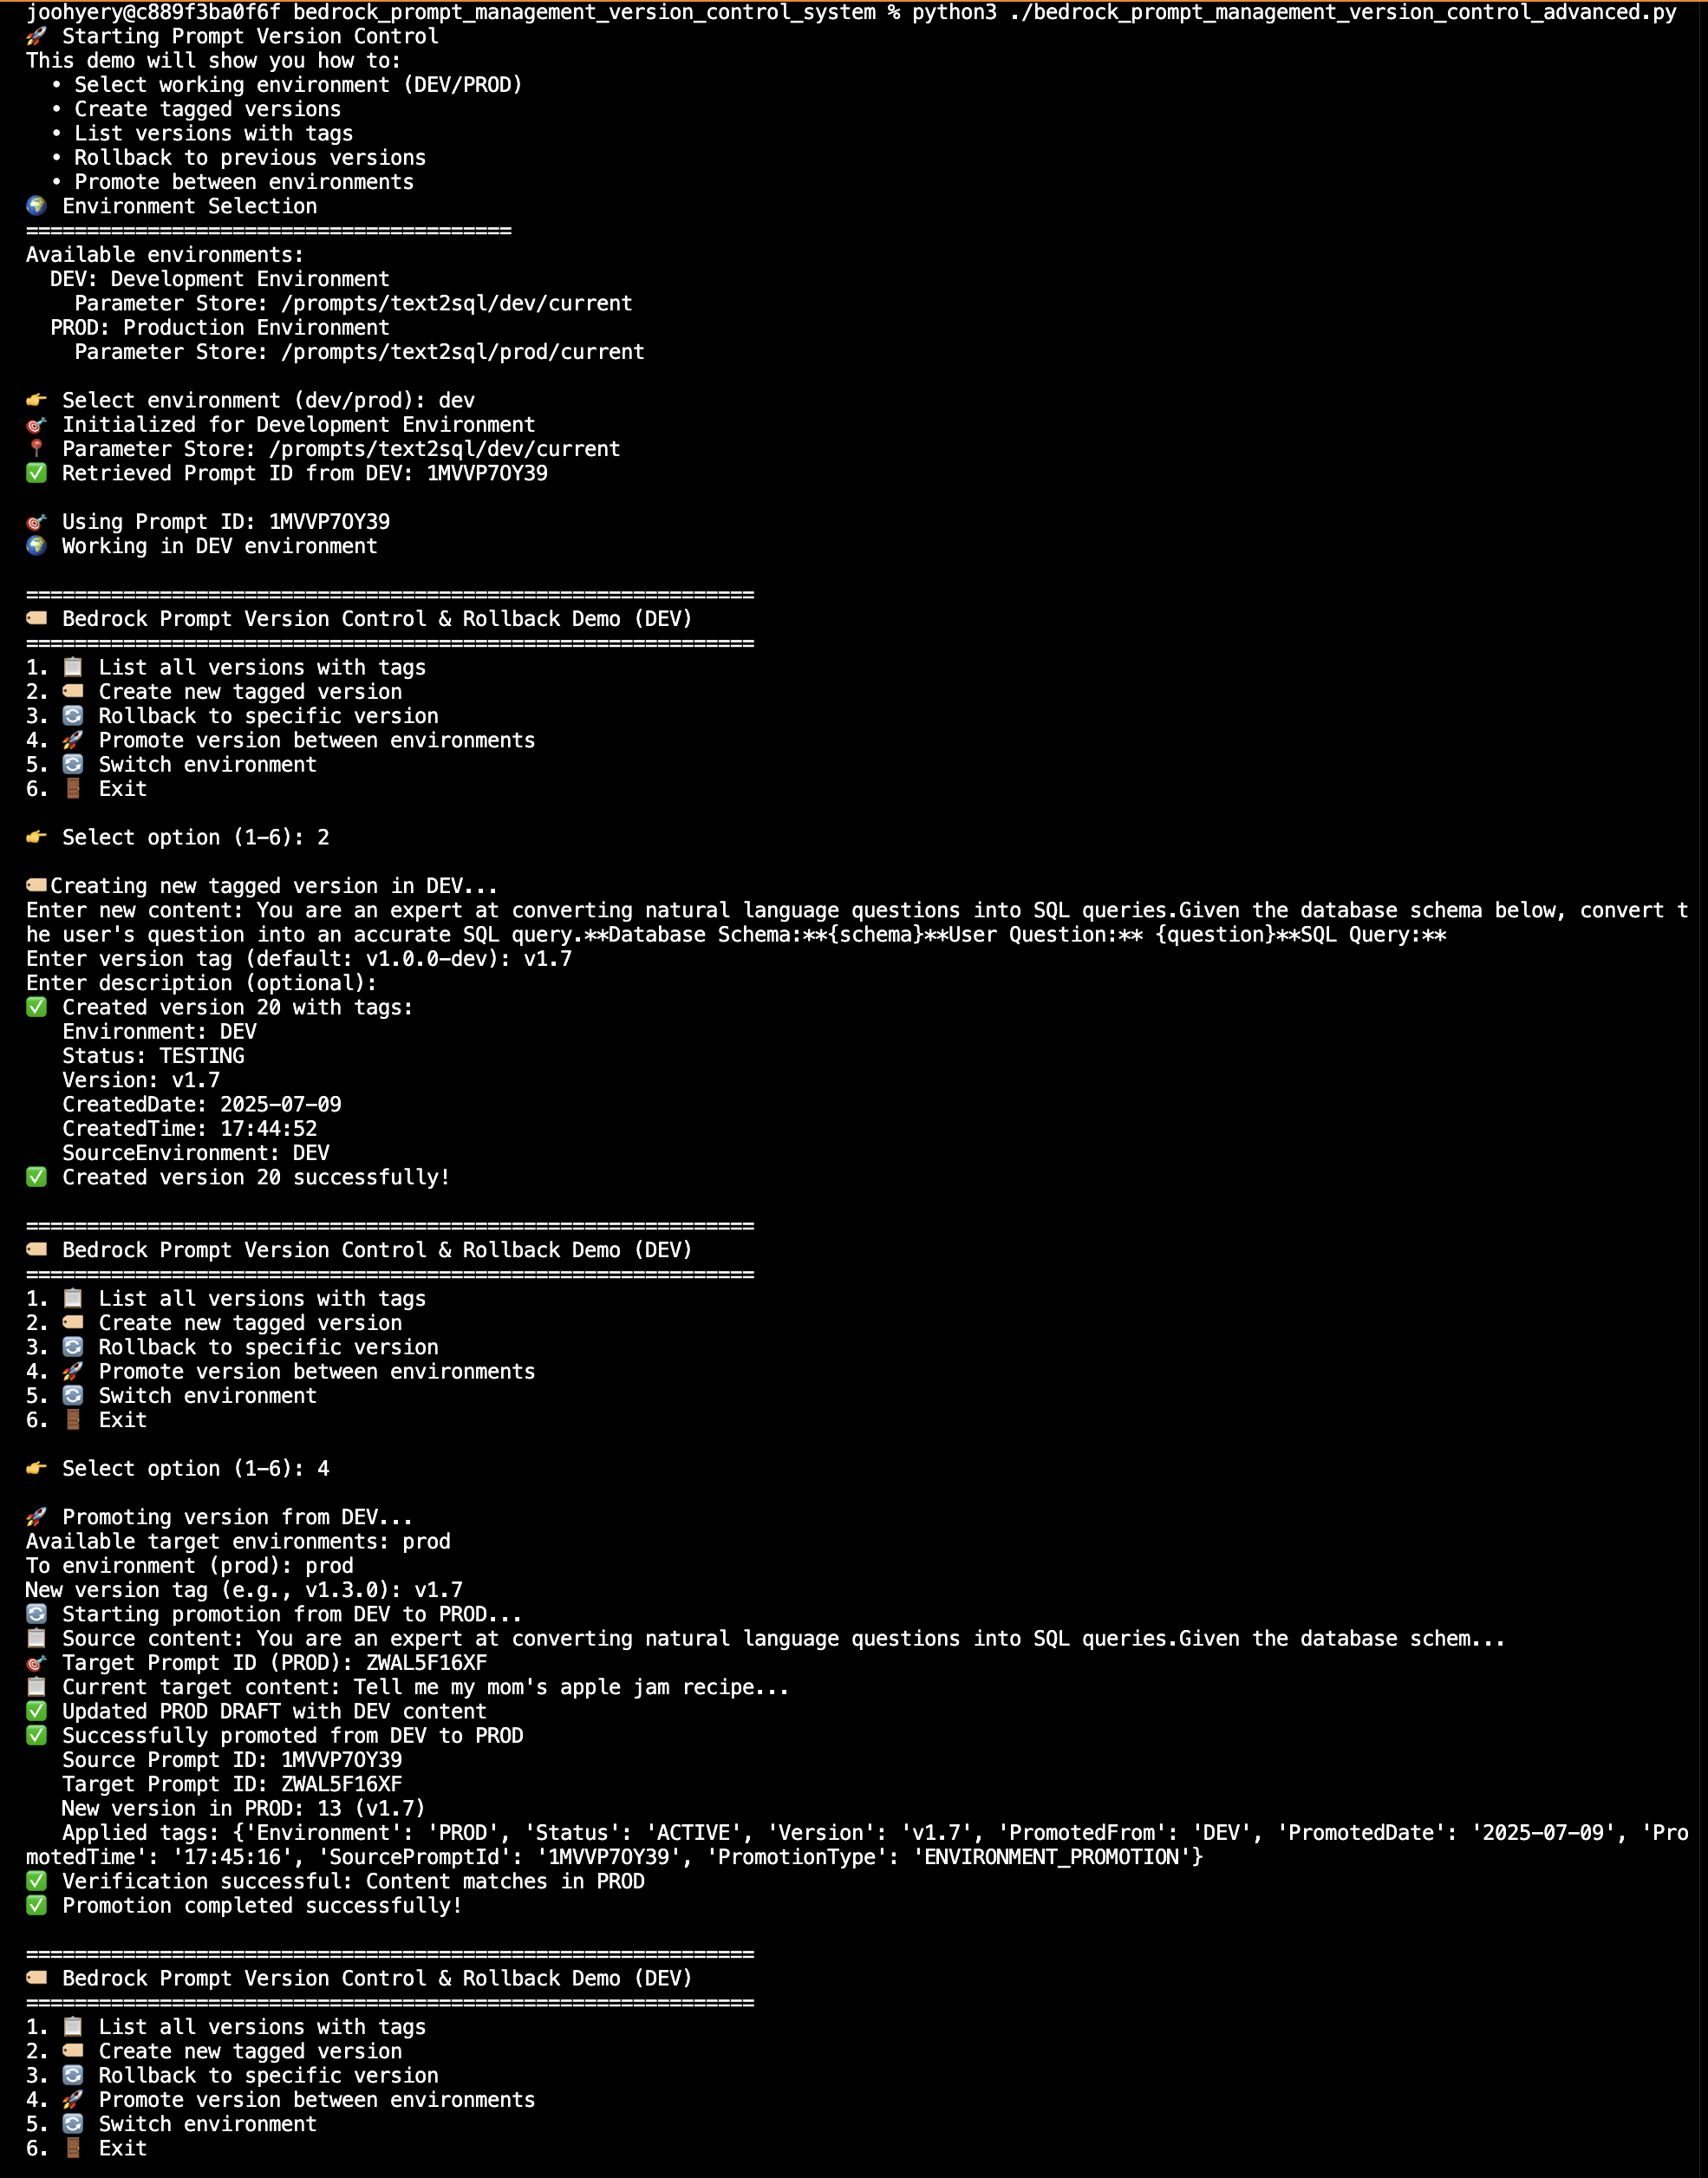 joohyery@c889f3ba0f6f bedrock_prompt_management_version_control_system % python3 ./bedrock_prompt_management_version_control_advanced.py
🚀 Starting Prompt Version Control
This demo will show you how to:
• Select working environment (DEV/PROD)
• Create tagged versions
• List versions with tags
• Rollback to previous versions
• Promote between environments
🌍 Environment Selection
========================================
Available environments:
DEV: Development Environment
Parameter Store: /prompts/text2sql/dev/current
PROD: Production Environment
Parameter Store: /prompts/text2sql/prod/current
👉 Select environment (dev/prod): dev
🎯 Initialized for Development Environment
📍 Parameter Store: /prompts/text2sql/dev/current
✅ Retrieved Prompt ID from DEV: 1MVVP7OY39
🎯 Using Prompt ID: 1MVVP7OY39
🌍 Working in DEV environment
============================================================
🏷️ Bedrock Prompt Version Control & Rollback Demo (DEV)
============================================================
1. 📋 List all versions with tags
2. 🏷️ Create new tagged version
3. 🔄 Rollback to specific version
4. 🚀 Promote version between environments
5. 🔄 Switch environment
6. 🚪 Exit
👉 Select option (1-6): 2
🏷️Creating new tagged version in DEV...
Enter new content: You are an expert at converting natural language questions into SQL queries.Given the database schema below, convert t
he user's question into an accurate SQL query.**Database Schema:**{schema}**User Question:** {question}**SQL Query:**
Enter version tag (default: v1.0.0-dev): v1.7
Enter description (optional):
✅ Created version 20 with tags:
Environment: DEV
Status: TESTING
Version: v1.7
CreatedDate: 2025-07-09
CreatedTime: 17:44:52
SourceEnvironment: DEV
✅ Created version 20 successfully!
============================================================
🏷️ Bedrock Prompt Version Control & Rollback Demo (DEV)
============================================================
1. 📋 List all versions with tags
2. 🏷️ Create new tagged version
3. 🔄 Rollback to specific version
4. 🚀 Promote version between environments
5. 🔄 Switch environment
6. 🚪 Exit
👉 Select option (1-6): 4
🚀 Promoting version from DEV...
Available target environments: prod
To environment (prod): prod
New version tag (e.g., v1.3.0): v1.7
🔄 Starting promotion from DEV to PROD...
📋 Source content: You are an expert at converting natural language questions into SQL queries.Given the database schem...
🎯 Target Prompt ID (PROD): ZWAL5F16XF
📋 Current target content: Tell me my mom's apple jam recipe...
✅ Updated PROD DRAFT with DEV content
✅ Successfully promoted from DEV to PROD
Source Prompt ID: 1MVVP7OY39
Target Prompt ID: ZWAL5F16XF
New version in PROD: 13 (v1.7)
Applied tags: {'Environment': 'PROD', 'Status': 'ACTIVE', 'Version': 'v1.7', 'PromotedFrom': 'DEV', 'PromotedDate': '2025-07-09', 'Pro
motedTime': '17:45:16', 'SourcePromptId': '1MVVP7OY39', 'PromotionType': 'ENVIRONMENT_PROMOTION'}
✅ Verification successful: Content matches in PROD
✅ Promotion completed successfully!
============================================================
🏷️ Bedrock Prompt Version Control & Rollback Demo (DEV)
============================================================
1. 📋 List all versions with tags
2. 🏷️ Create new tagged version
3. 🔄 Rollback to specific version
4. 🚀 Promote version between environments
5. 🔄 Switch environment
6. 🚪 Exit